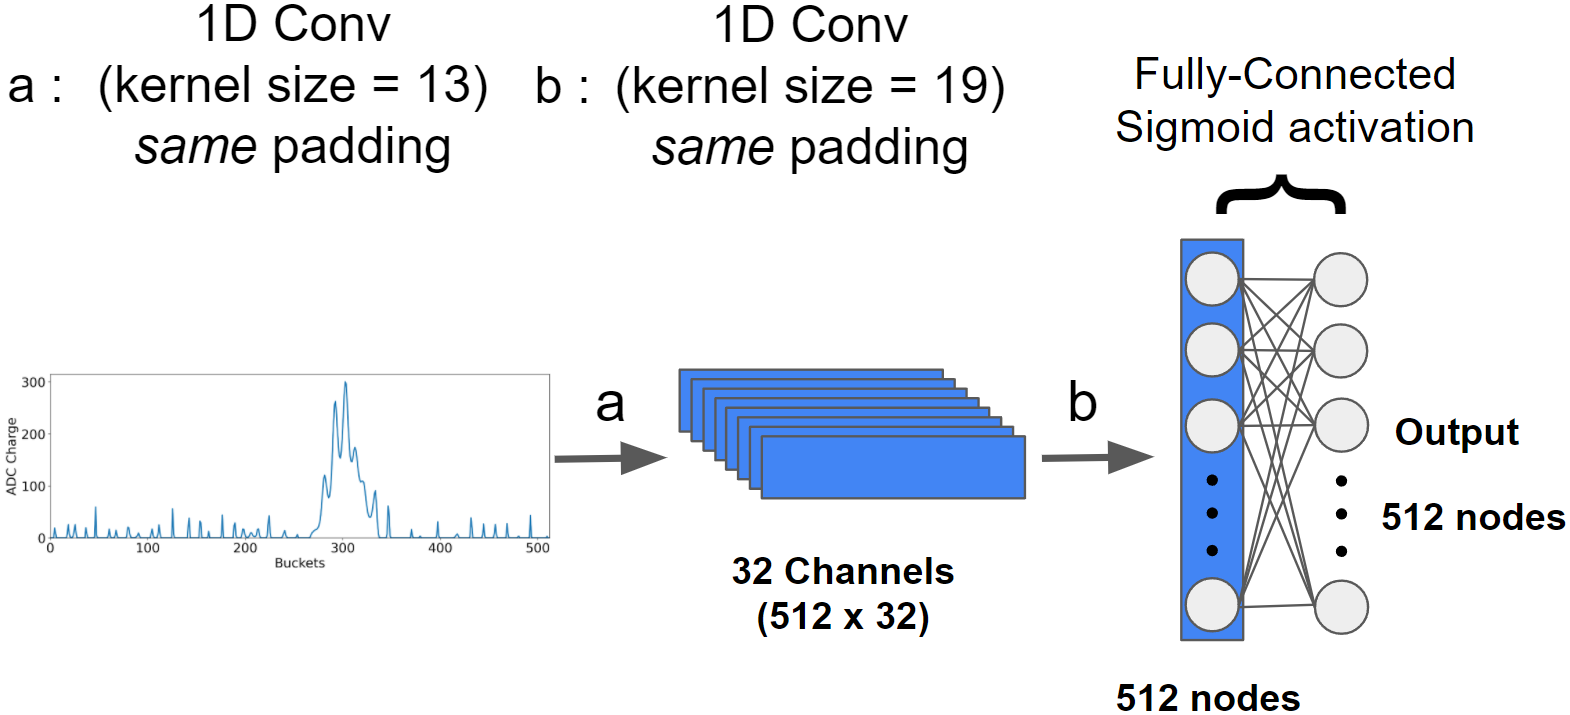 1D Conv
a : (kernel size = 13)
same padding
1D Conv
b : (kernel size = 19)
same padding
Fully-Connected
Sigmoid activation
300
200
100
0
ADC Charge
0 100 200 300 400 500
Buckets
a
32 Channels
(512 x 32)
b
512 nodes
Output
512 nodes